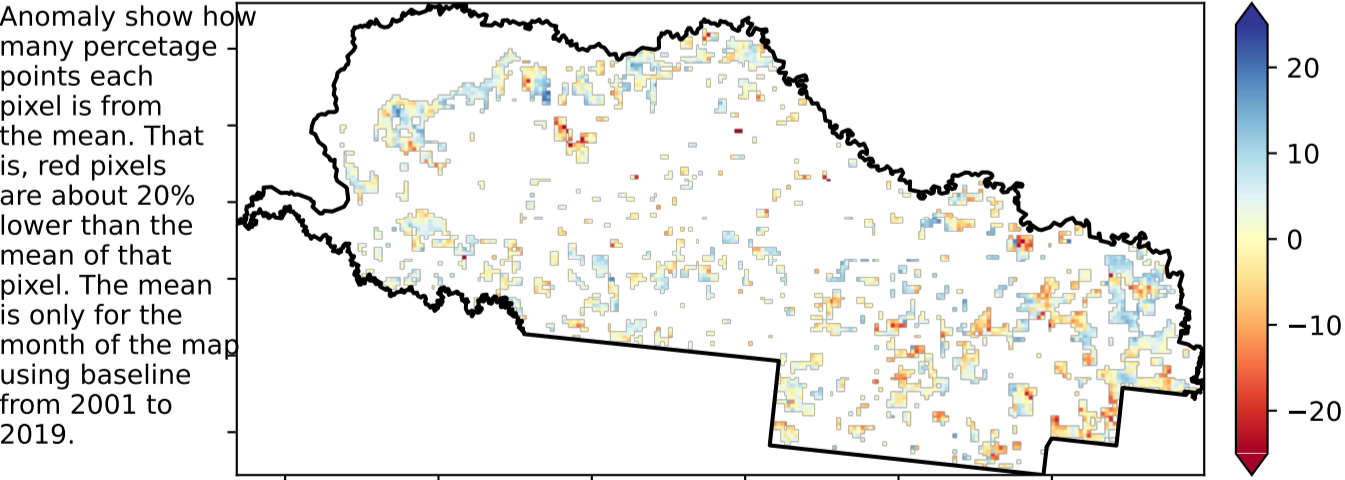 Anomaly show how
many percetage
points each
pixel is from
the mean. That
is, red pixels
are about 20%
lower than the
mean of that
pixel. The mean
is only for the
month of the map
using baseline
from 2001 to
2019.
20
10
0
−10
−20